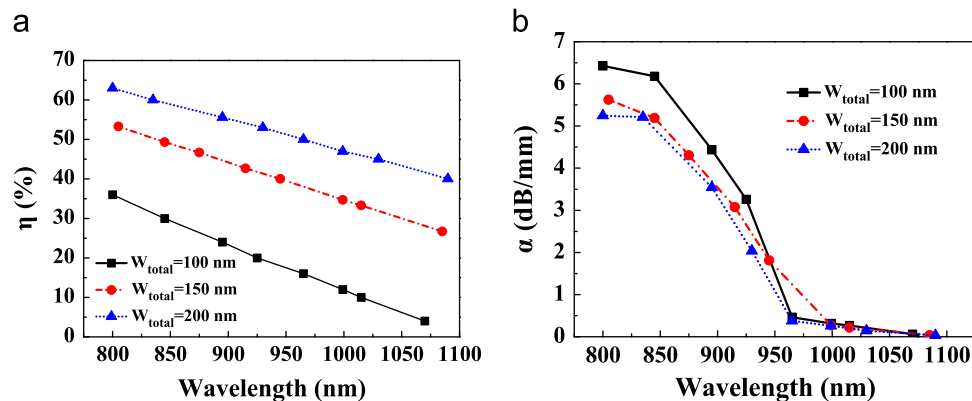 a
70
60
50
40
30
20
10
0
η (%)
W_total=100 nm
W_total=150 nm
W_total=200 nm
800 850 900 950 1000 1050 1100
Wavelength (nm)
b
7
6
5
4
3
2
1
0
α (dB/mm)
W_total=100 nm
W_total=150 nm
W_total=200 nm
800 850 900 950 1000 1050 1100
Wavelength (nm)